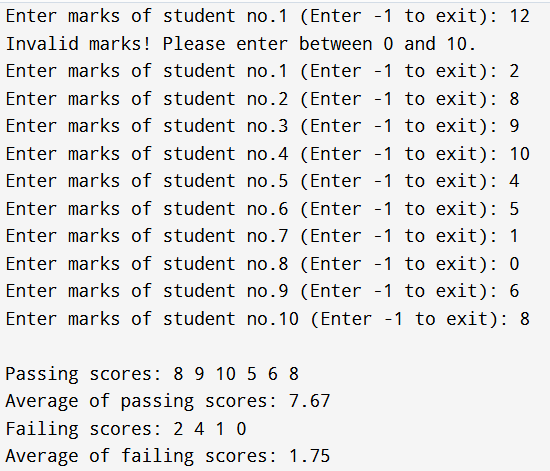 Enter marks of student no.1 (Enter -1 to exit): 12
Invalid marks! Please enter between 0 and 10.
Enter marks of student no.1 (Enter -1 to exit): 2
Enter marks of student no.2 (Enter -1 to exit): 8
Enter marks of student no.3 (Enter -1 to exit): 9
Enter marks of student no.4 (Enter -1 to exit): 10
Enter marks of student no.5 (Enter -1 to exit): 4
Enter marks of student no.6 (Enter -1 to exit): 5
Enter marks of student no.7 (Enter -1 to exit): 1
Enter marks of student no.8 (Enter -1 to exit): 0
Enter marks of student no.9 (Enter -1 to exit): 6
Enter marks of student no.10 (Enter -1 to exit): 8
Passing scores: 8 9 10 5 6 8
Average of passing scores: 7.67
Failing scores: 2 4 1 0
Average of failing scores: 1.75